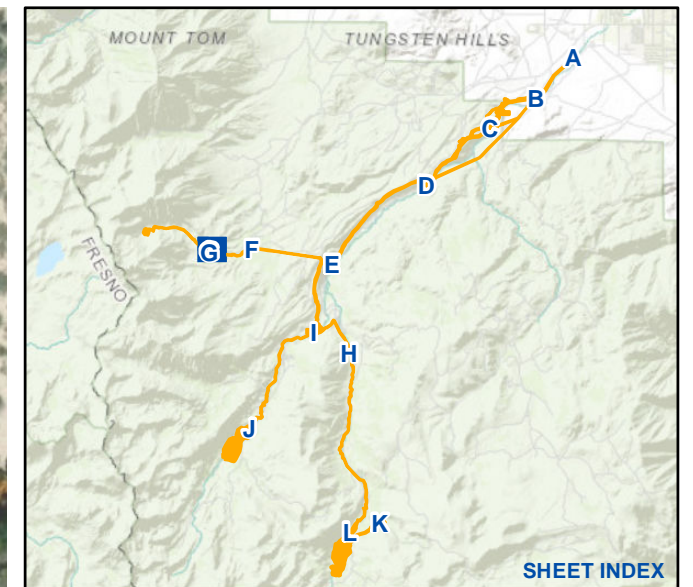 MOUNT TOM
TUNGSTEN HILLS
A
B
C
D
FRESNO
G
F
E
I
H
J
K
L
SHEET INDEX